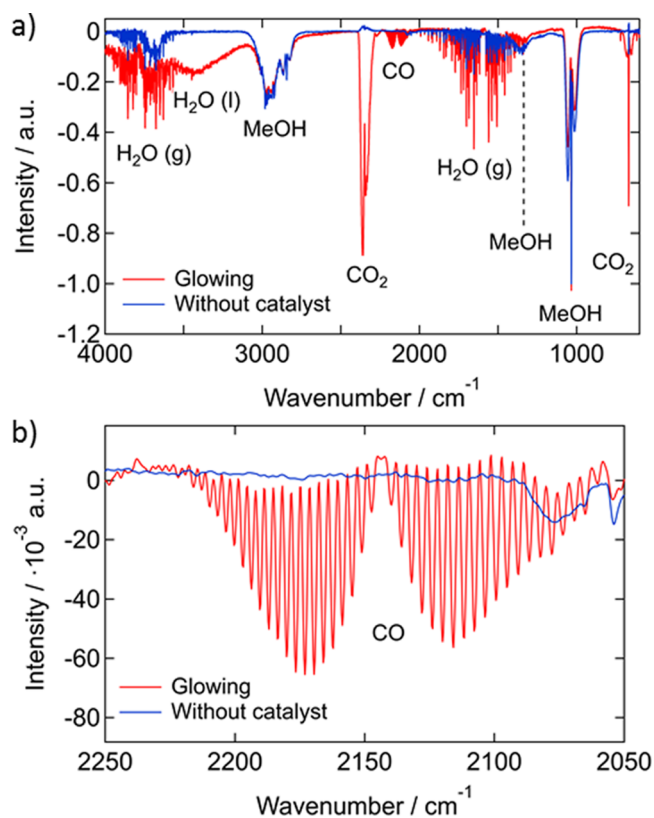 a)
0
-0.2
-0.4
-0.6
-0.8
-1.0
-1.2
Intensity / a.u.
H₂O (g)
H₂O (l)
MeOH
CO₂
CO
H₂O (g)
MeOH
MeOH
CO₂
Glowing
Without catalyst
4000 3000 2000 1000
Wavenumber / cm⁻¹
b)
0
-20
-40
-60
-80
Intensity / ·10⁻³ a.u.
CO
Glowing
Without catalyst
2250 2200 2150 2100 2050
Wavenumber / cm⁻¹